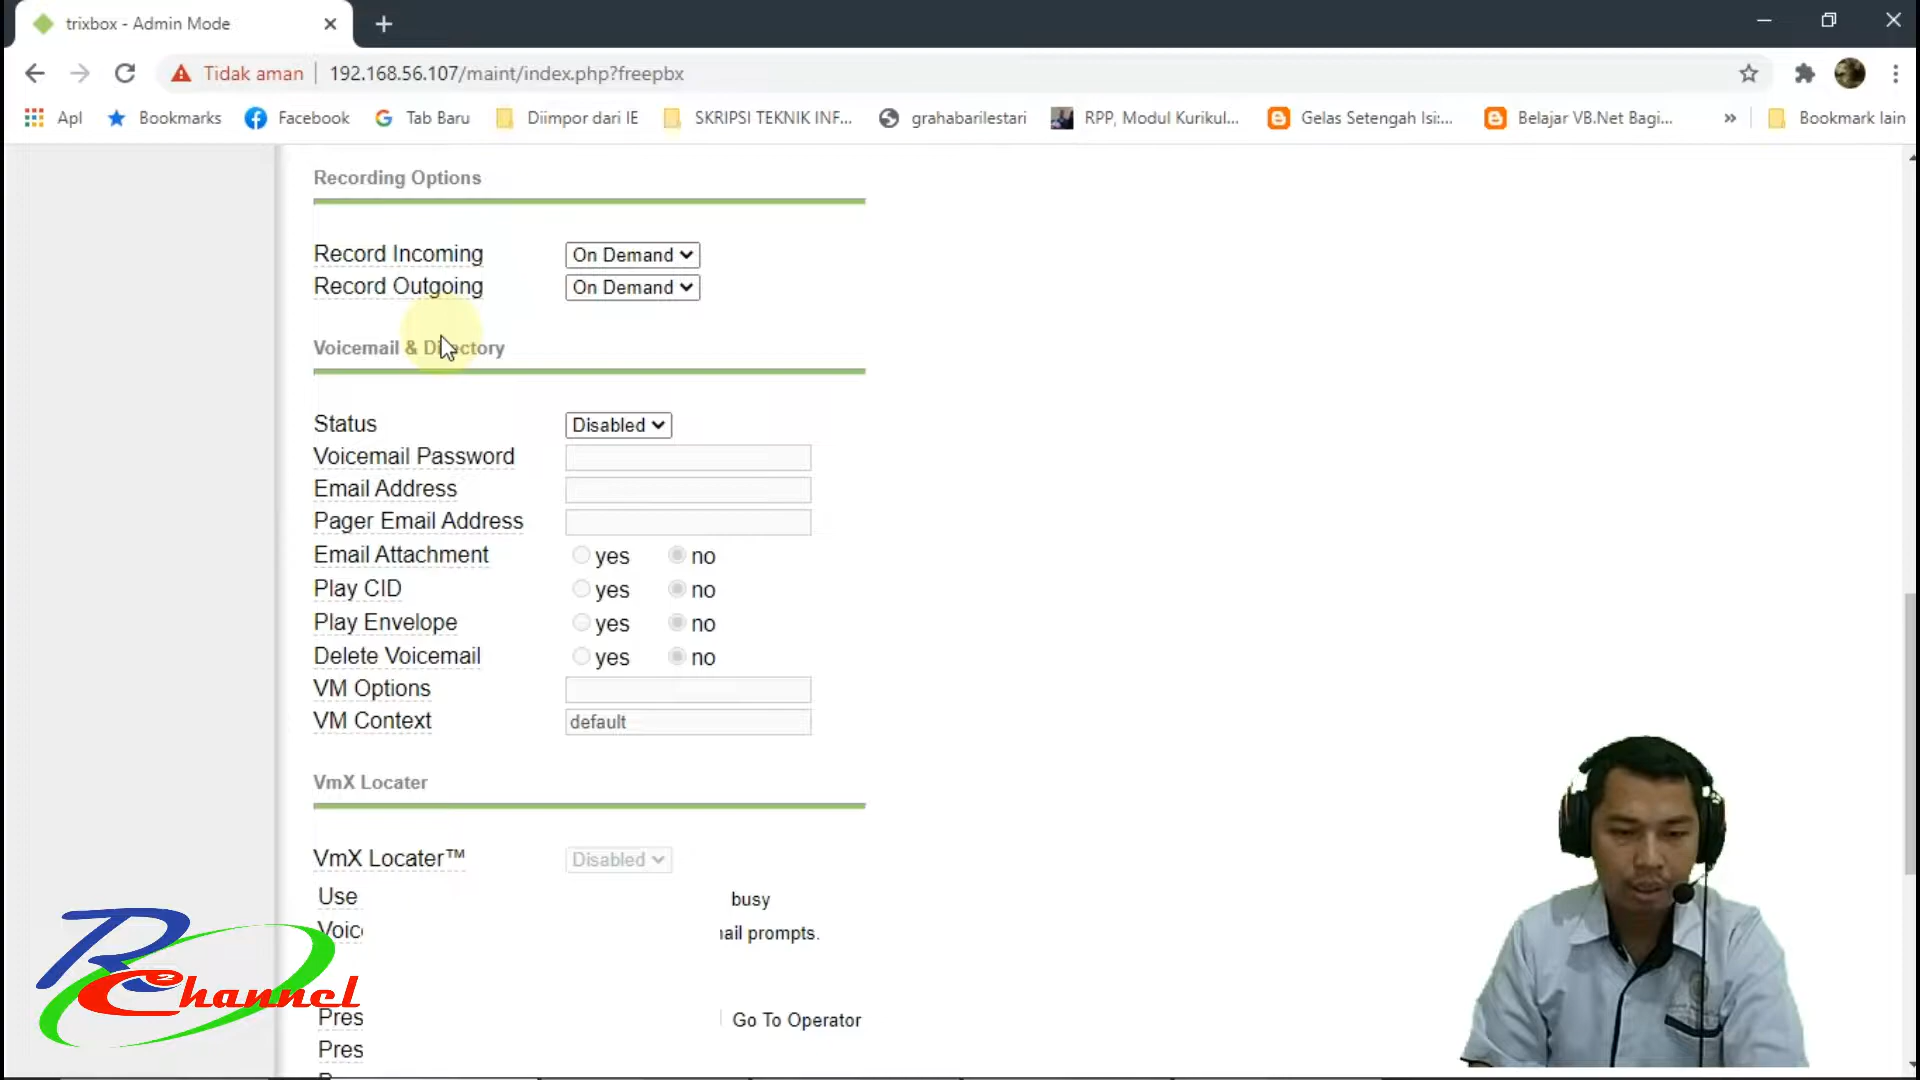 trixbox - Admin Mode
Tidak aman
192.168.56.107/maint/index.php?freepbx
Apl
Bookmarks
Facebook
Tab Baru
Diimpor dari IE
SKRIPSI TEKNIK INF...
grahabarilestari
RPP, Modul Kurikul...
Gelas Setengah Isi:...
Belajar VB.Net Bagi...
»
Bookmark lain
Recording Options
Record Incoming On Demand
Record Outgoing On Demand
Voicemail & Directory
Status Disabled
Voicemail Password
Email Address
Pager Email Address
Email Attachment yes no
Play CID yes no
Play Envelope yes no
Delete Voicemail yes no
VM Options
VM Context default
VmX Locater
VmX Locater™ Disabled
Use busy
Voic ail prompts.
Pres Go To Operator
Pres
R2 Channel